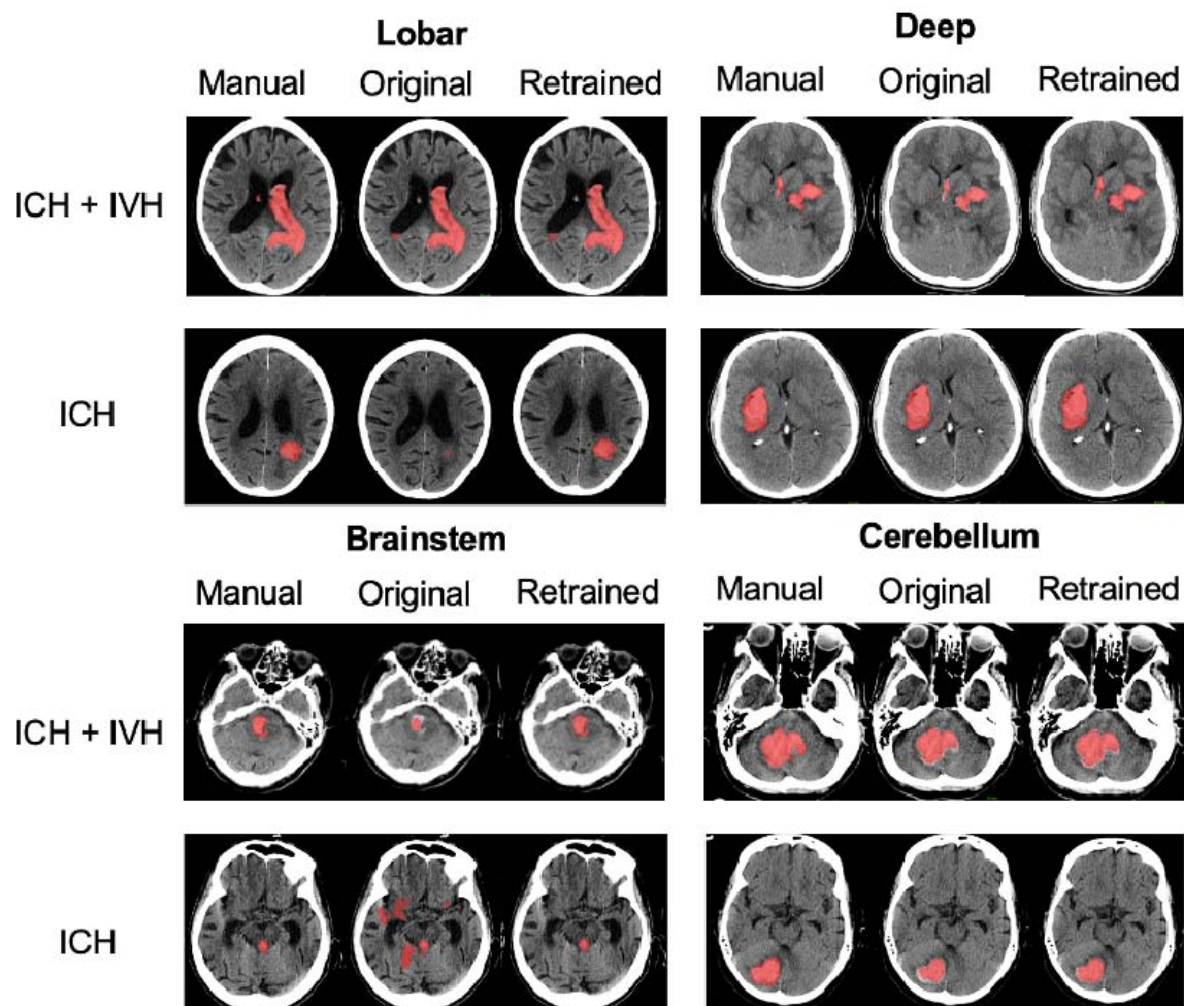 Lobar
Deep
Manual Original Retrained
Manual Original Retrained
ICH + IVH
ICH
Brainstem
Cerebellum
Manual Original Retrained
Manual Original Retrained
ICH + IVH
ICH